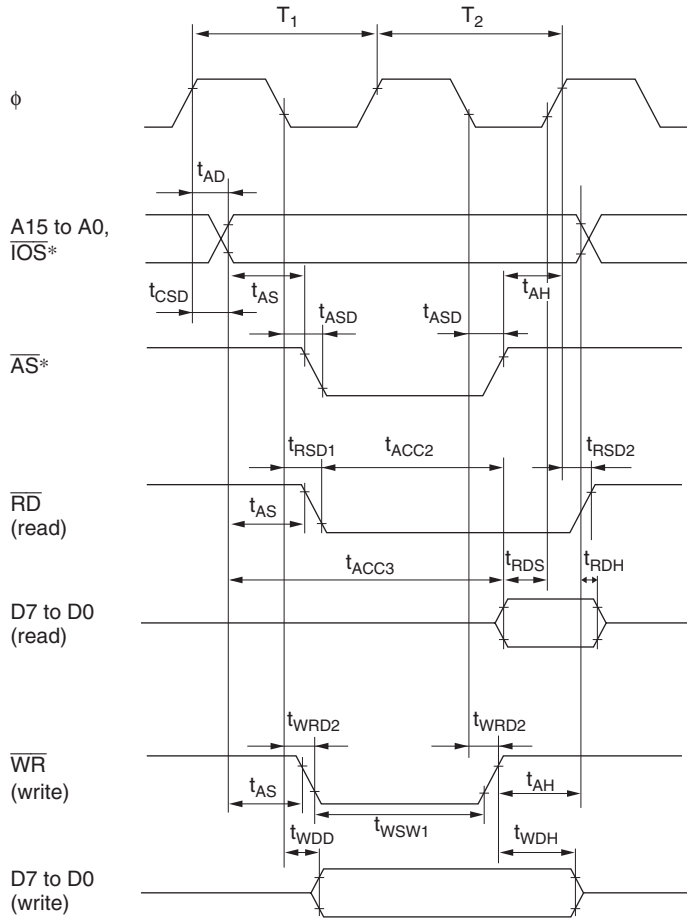 T1 T2
ϕ
tAD
A15 to A0,
IOS*
tCSD tAS tAH
tASD tASD
AS*
tRSD1 tACC2 tRSD2
RD
(read)
tAS
tACC3 tRDS tRDH
D7 to D0
(read)
tWRD2 tWRD2
WR
(write)
tAS tAH
tWSW1
tWDD tWDH
D7 to D0
(write)